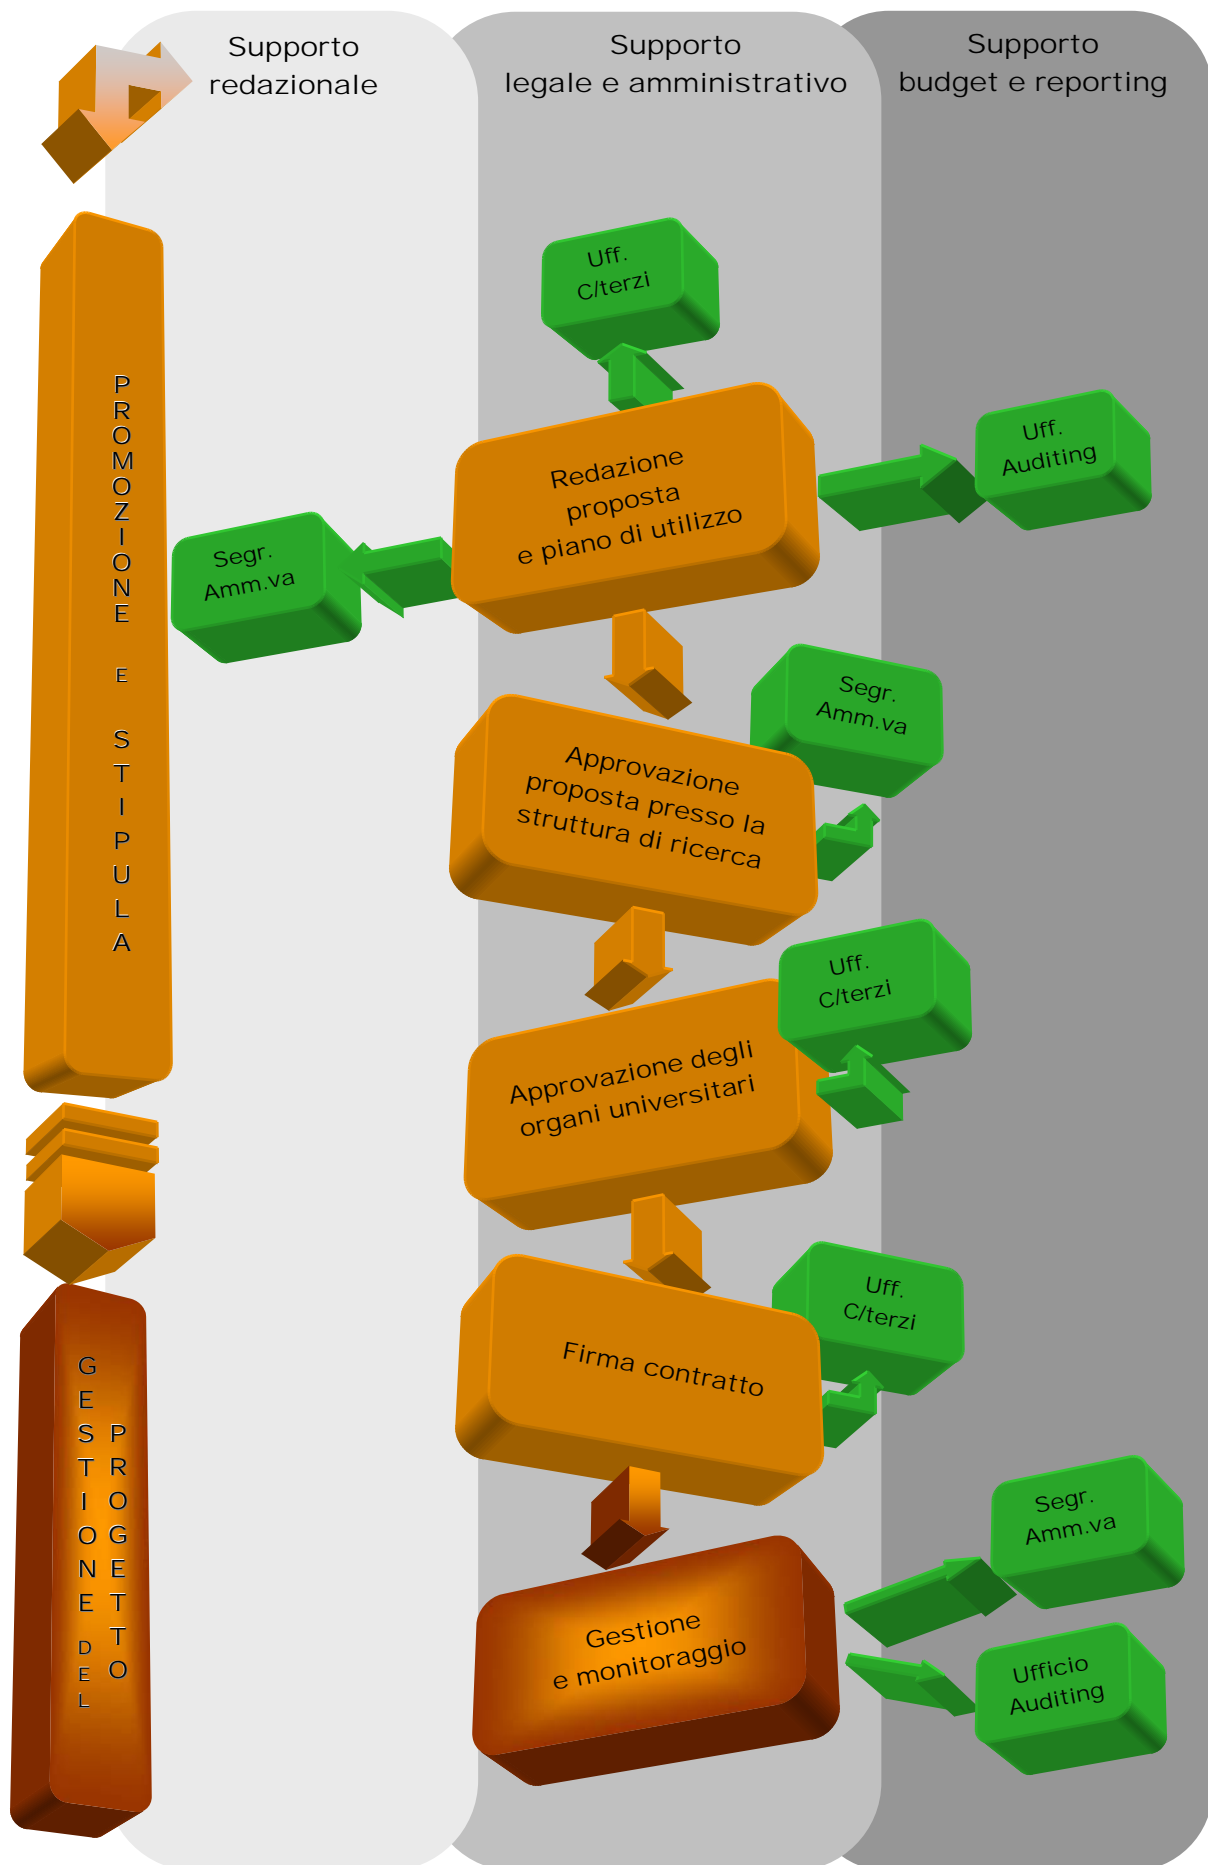 Supporto
redazionale
Supporto
legale e amministrativo
Supporto
budget e reporting
PROMOZIONE E STIPULA
Uff.
C/terzi
Redazione
proposta
e piano di utilizzo
Uff.
Auditing
Segr.
Amm.va
Approvazione
proposta presso la
struttura di ricerca
Segr.
Amm.va
Approvazione degli
organi universitari
Uff.
C/terzi
Firma contratto
Uff.
C/terzi
GESTIONE DEL
PROGETTO
Gestione
e monitoraggio
Segr.
Amm.va
Ufficio
Auditing